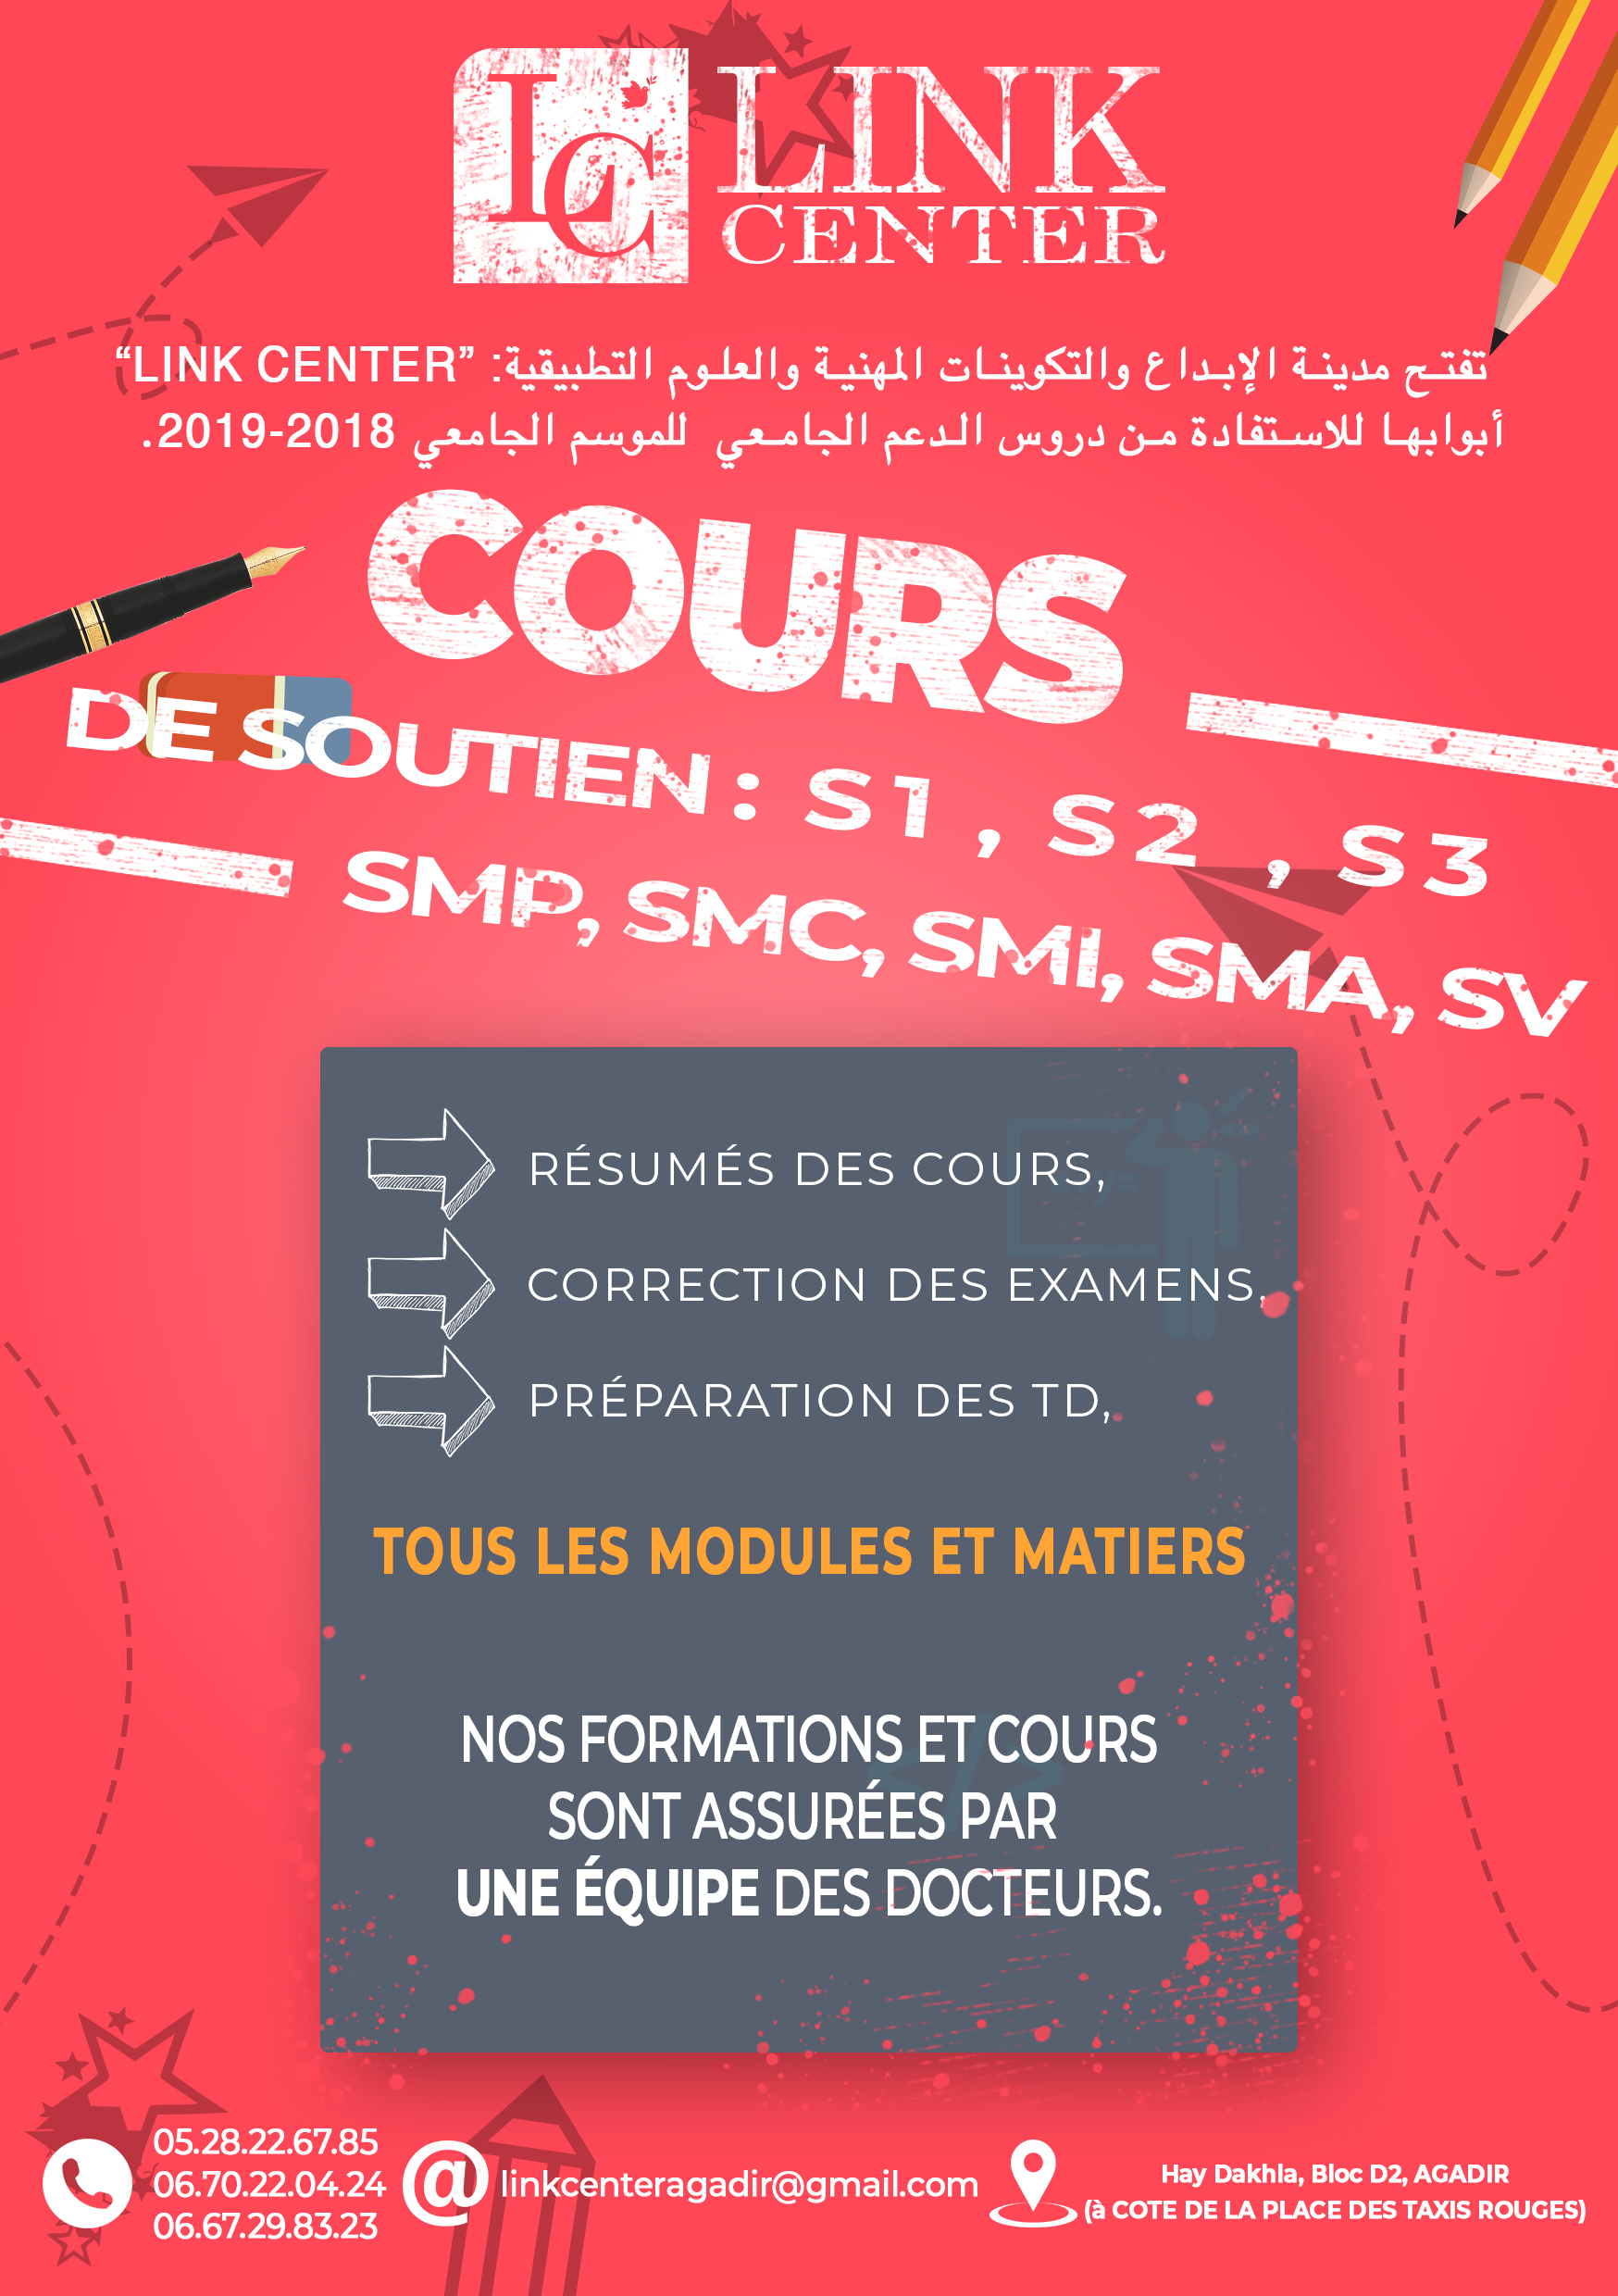 LC
LINK
CENTER
تفتح مدينة الإبداع والتكوينات المهنية والعلوم التطبيقية: "LINK CENTER"
أبوابها للاستفادة من دروس الدعم الجامعي للموسم الجامعي 2018-2019.
COURS
DE SOUTIEN : S1 , S2 , S3
SMP, SMC, SMI, SMA, SV
RÉSUMÉS DES COURS,
CORRECTION DES EXAMENS,
PRÉPARATION DES TD,
TOUS LES MODULES ET MATIERS
NOS FORMATIONS ET COURS
SONT ASSURÉES PAR
UNE ÉQUIPE DES DOCTEURS.
05.28.22.67.85
06.70.22.04.24
06.67.29.83.23
@ linkcenteragadir@gmail.com
Hay Dakhla, Bloc D2, AGADIR
(à COTE DE LA PLACE DES TAXIS ROUGES)